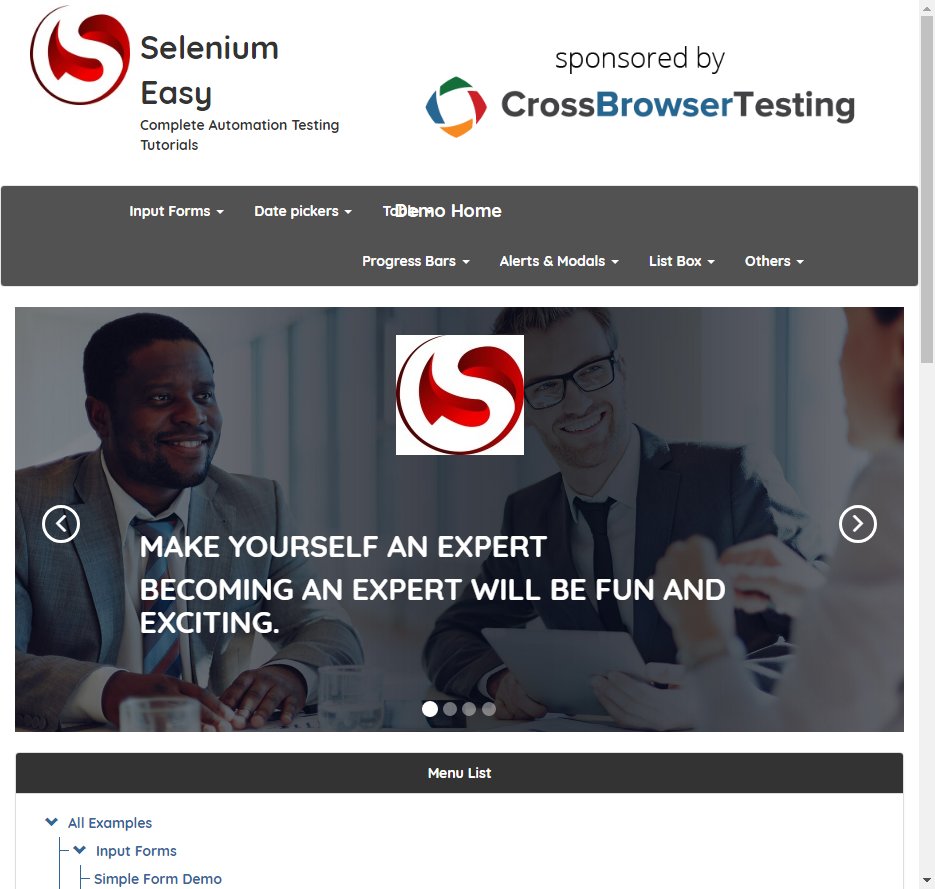 Selenium
Easy
Complete Automation Testing
Tutorials
sponsored by
CrossBrowserTesting
Input Forms
Date pickers
Table
Demo Home
Progress Bars
Alerts & Modals
List Box
Others
MAKE YOURSELF AN EXPERT
BECOMING AN EXPERT WILL BE FUN AND
EXCITING.
Menu List
All Examples
Input Forms
Simple Form Demo